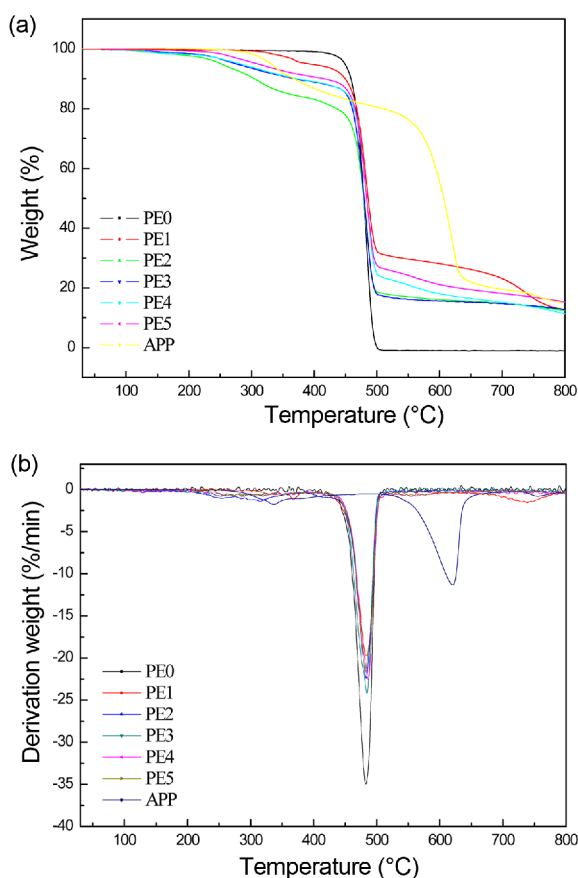 (a)
100
80
60
40
20
0
Weight (%)
PE0
PE1
PE2
PE3
PE4
PE5
APP
100 200 300 400 500 600 700 800
Temperature (°C)
(b)
0
-5
-10
-15
-20
-25
-30
-35
-40
Derivation weight (%/min)
PE0
PE1
PE2
PE3
PE4
PE5
APP
100 200 300 400 500 600 700 800
Temperature (°C)